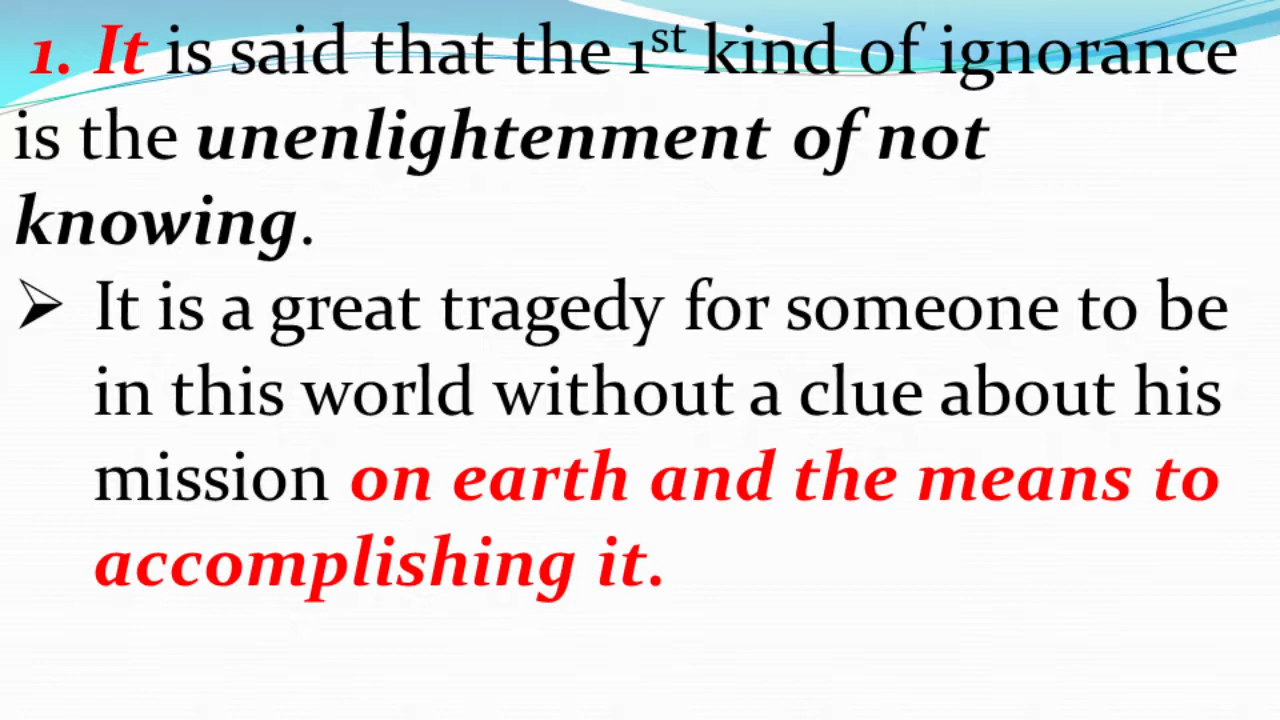 1. It is said that the 1st kind of ignorance
is the unenlightenment of not
knowing.
➢ It is a great tragedy for someone to be
in this world without a clue about his
mission on earth and the means to
accomplishing it.